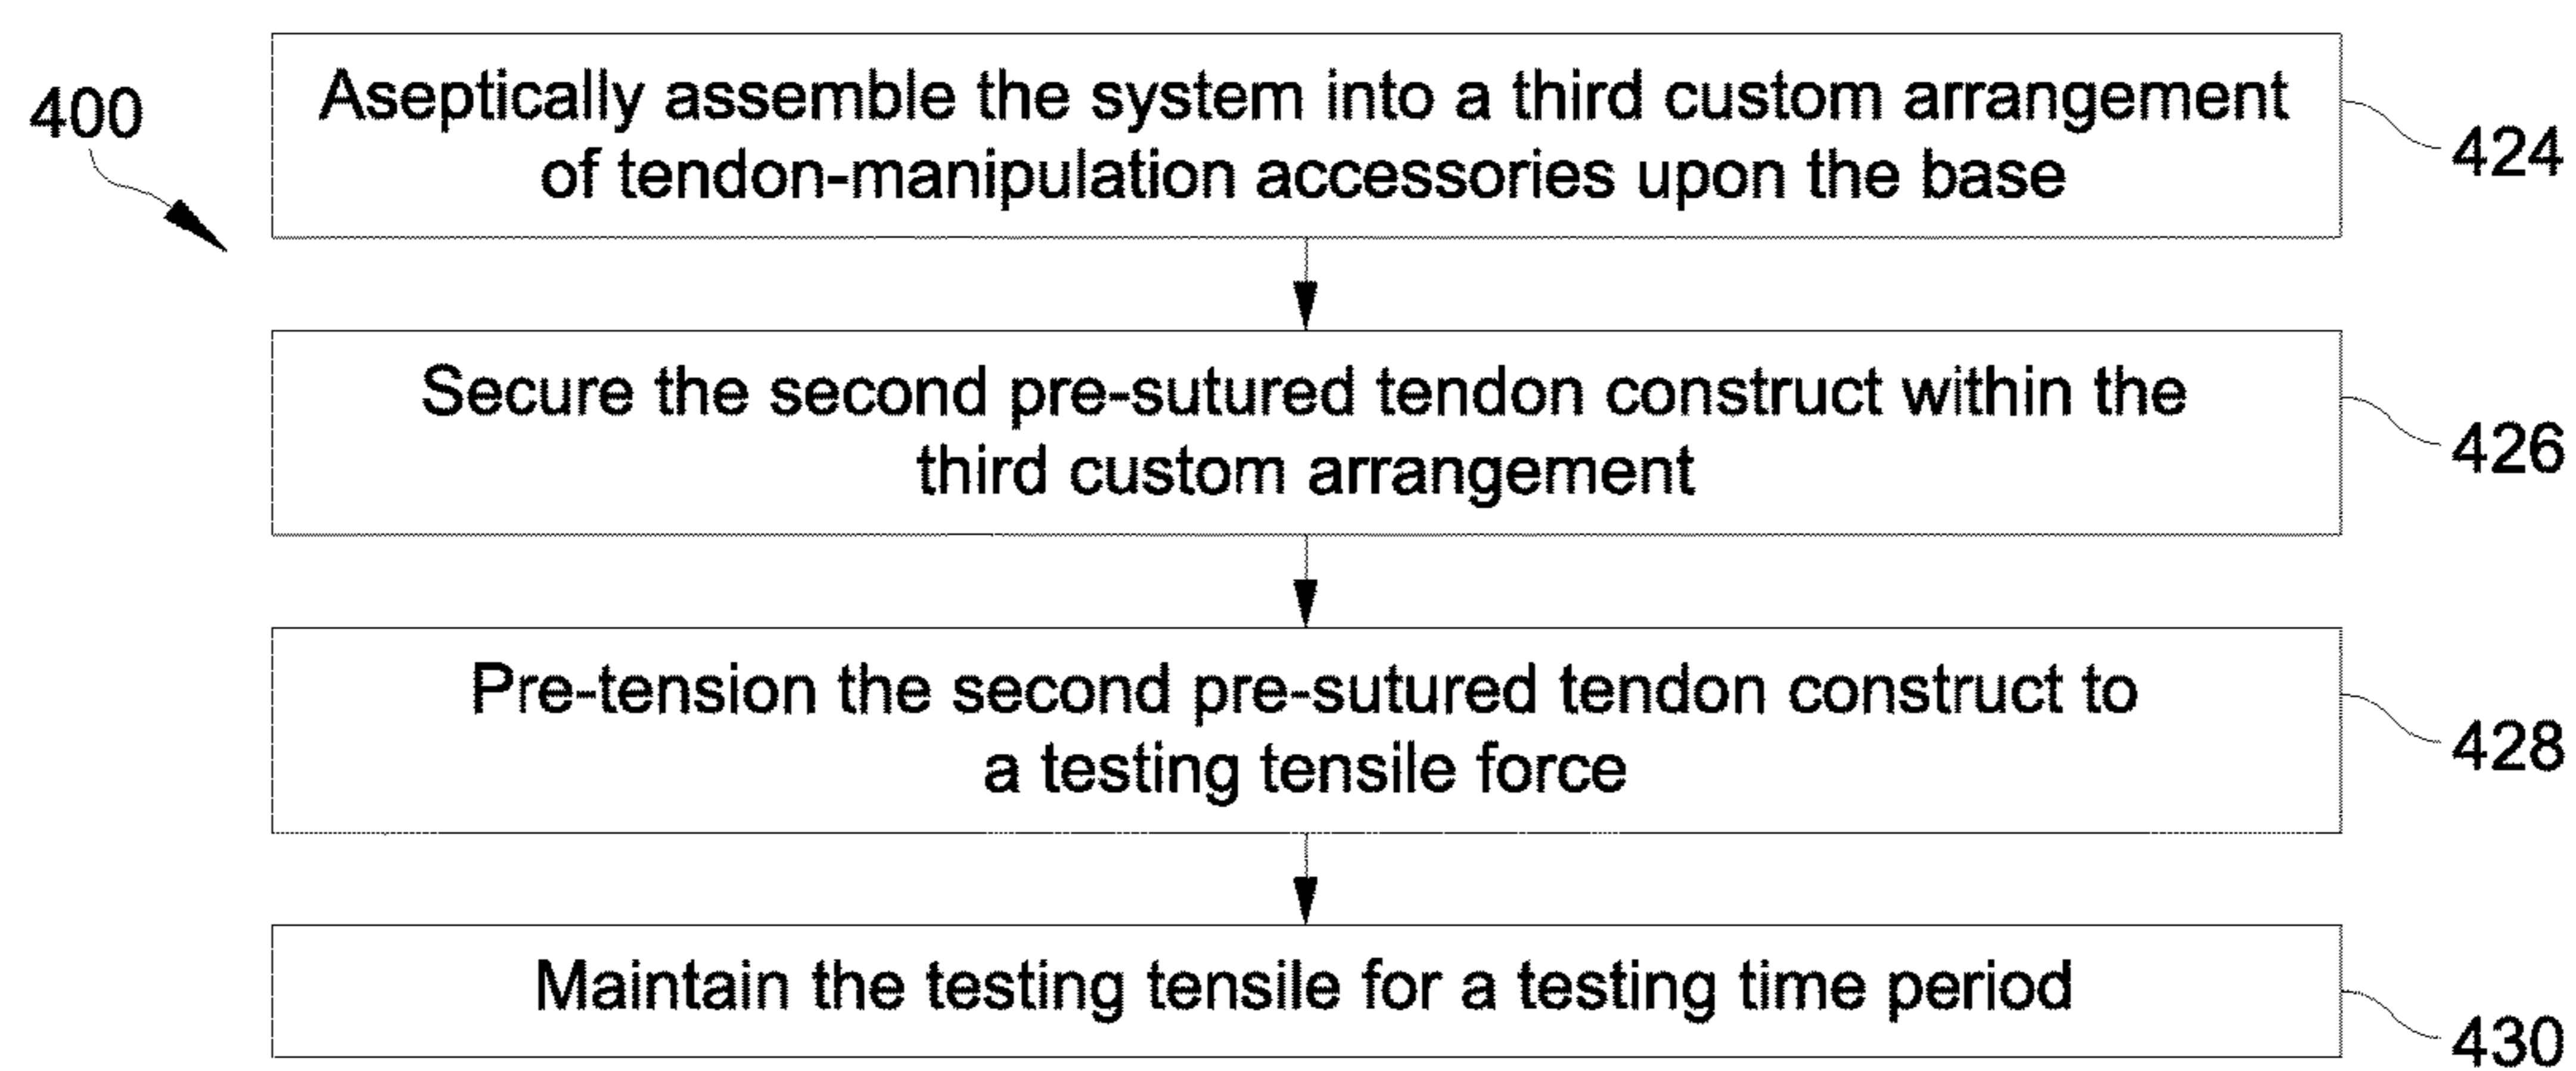 400
Aseptically assemble the system into a third custom arrangement
of tendon-manipulation accessories upon the base
424
Secure the second pre-sutured tendon construct within the
third custom arrangement
426
Pre-tension the second pre-sutured tendon construct to
a testing tensile force
428
Maintain the testing tensile for a testing time period
430